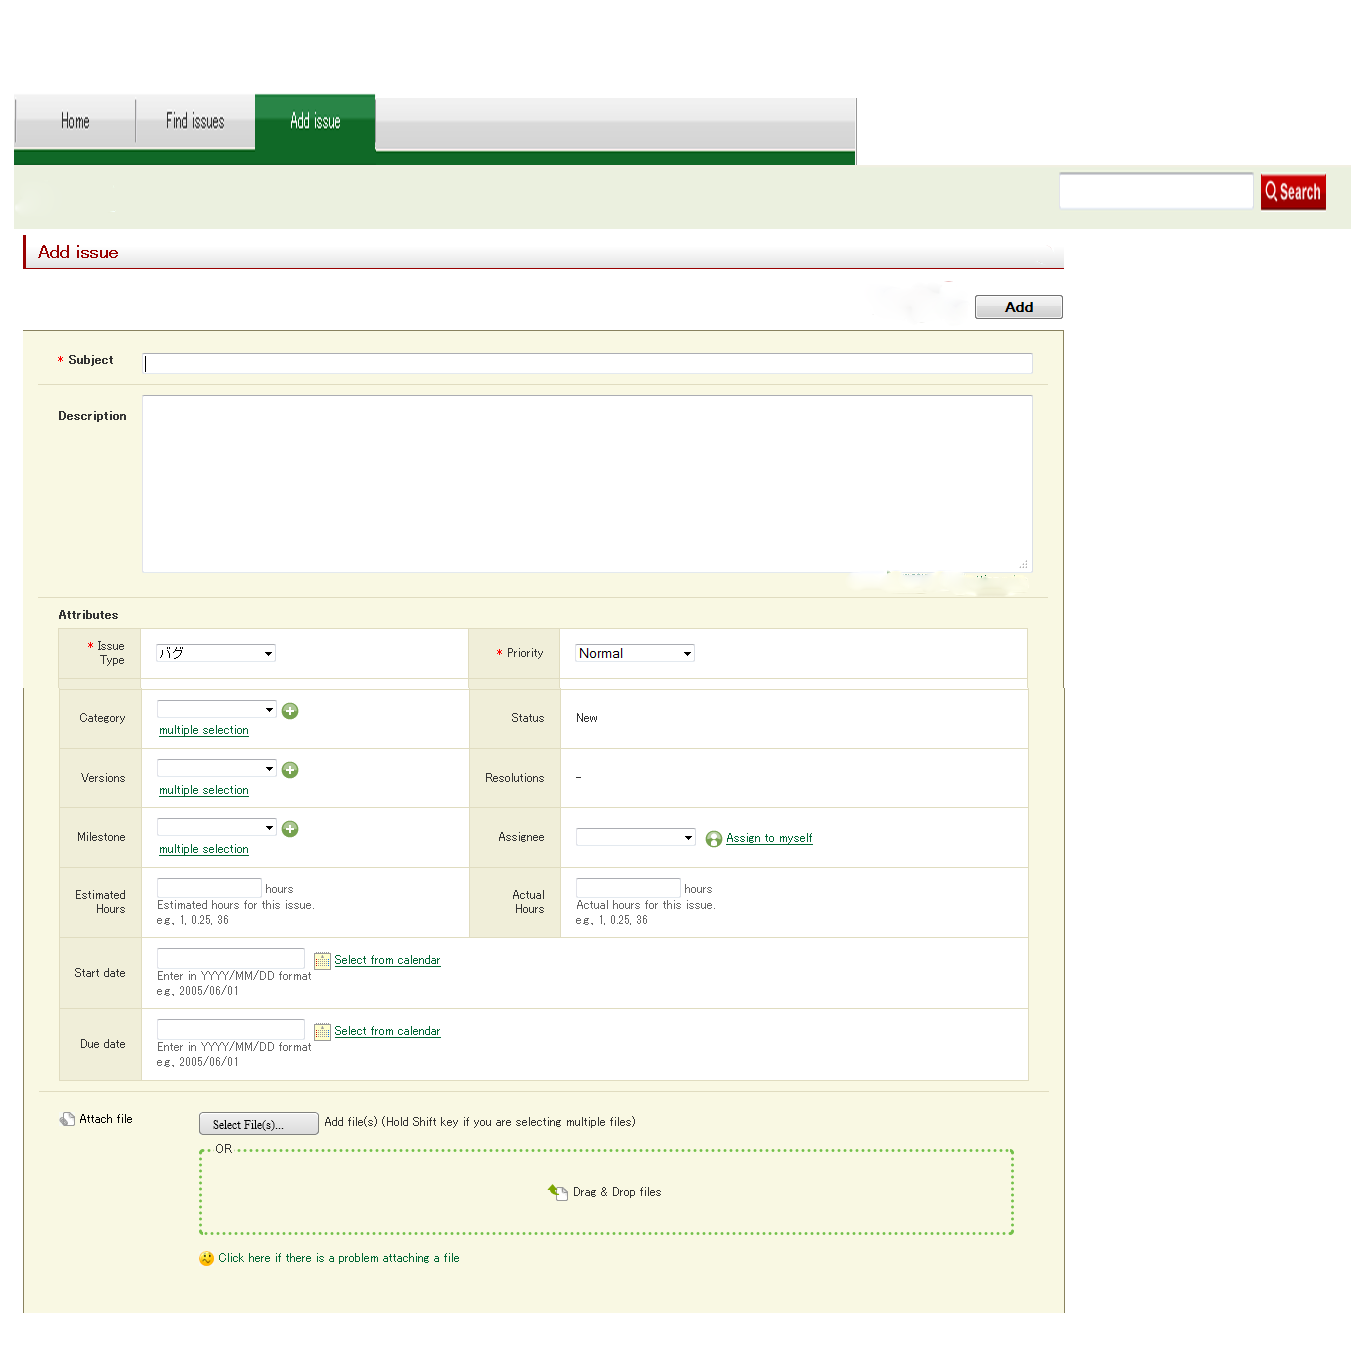 Home Find issues Add issue
Search
Add issue
Add
* Subject
Description
Attributes
* Issue Type バグ * Priority Normal
Category multiple selection Status New
Versions multiple selection Resolutions -
Milestone multiple selection Assignee Assign to myself
Estimated Hours hours Actual Hours hours
Estimated hours for this issue. Actual hours for this issue.
e.g., 1, 0.25, 36 e.g., 1, 0.25, 36
Start date Select from calendar
Enter in YYYY/MM/DD format
e.g., 2005/06/01
Due date Select from calendar
Enter in YYYY/MM/DD format
e.g., 2005/06/01
Attach file Select File(s)... Add file(s) (Hold Shift key if you are selecting multiple files)
OR
Drag & Drop files
Click here if there is a problem attaching a file